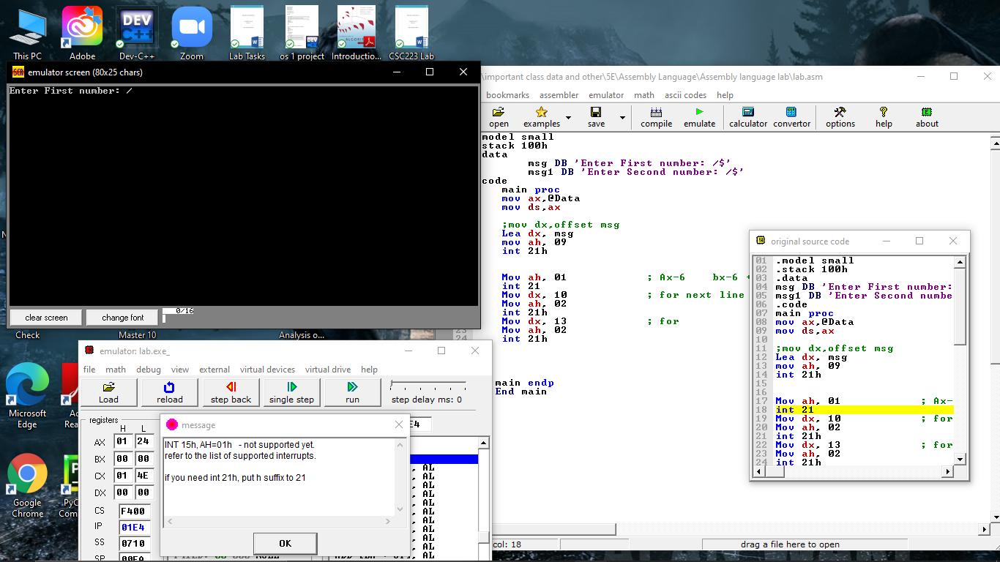 This PC
Adobe
Dev-C++
Zoom
Lab Tasks
os 1 project
Introductio...
CSC223 Lab
DEV
C++
emulator screen (80x25 chars)
Enter First number: /
clear screen
change font
0/16
Check
Master 10
Analysis o...
Microsoft
Edge
Google
Chrome
\important class data and other\5E\Assembly Language\Assembly language lab\lab.asm
bookmarks assembler emulator math ascii codes help
open examples save compile emulate calculator convertor options help about
model small
stack 100h
data
msg DB 'Enter First number: /$'
msg1 DB 'Enter Second number: /$'
code
main proc
mov ax,@Data
mov ds,ax
;mov dx,offset msg
Lea dx, msg
mov ah, 09
int 21h
Mov ah, 01 ; Ax-6 bx-6
int 21
Mov dx, 10 ; for next line
Mov ah, 02
int 21h
Mov dx, 13 ; for
Mov ah, 02
int 21h
main endp
End main
col: 18
drag a file here to open
original source code
01 .model small
02 .stack 100h
03 .data
04 msg DB 'Enter First number:
05 msg1 DB 'Enter Second numbe
06 .code
07 main proc
08 mov ax,@Data
09 mov ds,ax
10
11 ;mov dx,offset msg
12 Lea dx, msg
13 mov ah, 09
14 int 21h
15
16
17 Mov ah, 01 ; Ax-
18 int 21
19 Mov dx, 10 ; for
20 Mov ah, 02
21 int 21h
22 Mov dx, 13 ; for
23 Mov ah, 02
24 int 21h
emulator: lab.exe_
file math debug view external virtual devices virtual drive help
Load reload step back single step run step delay ms: 0
registers
H L
AX 01 24
BX 00 00
CX 01 4E
DX 00 00
CS F400
IP 01E4
SS 0710
message
INT 15h, AH=01h - not supported yet.
refer to the list of supported interrupts.
if you need int 21h, put h suffix to 21
OK
E4
, AL
, AL
, AL
, AL
, AL
, AL
, AL
, AL
, AL
, AL
, AL